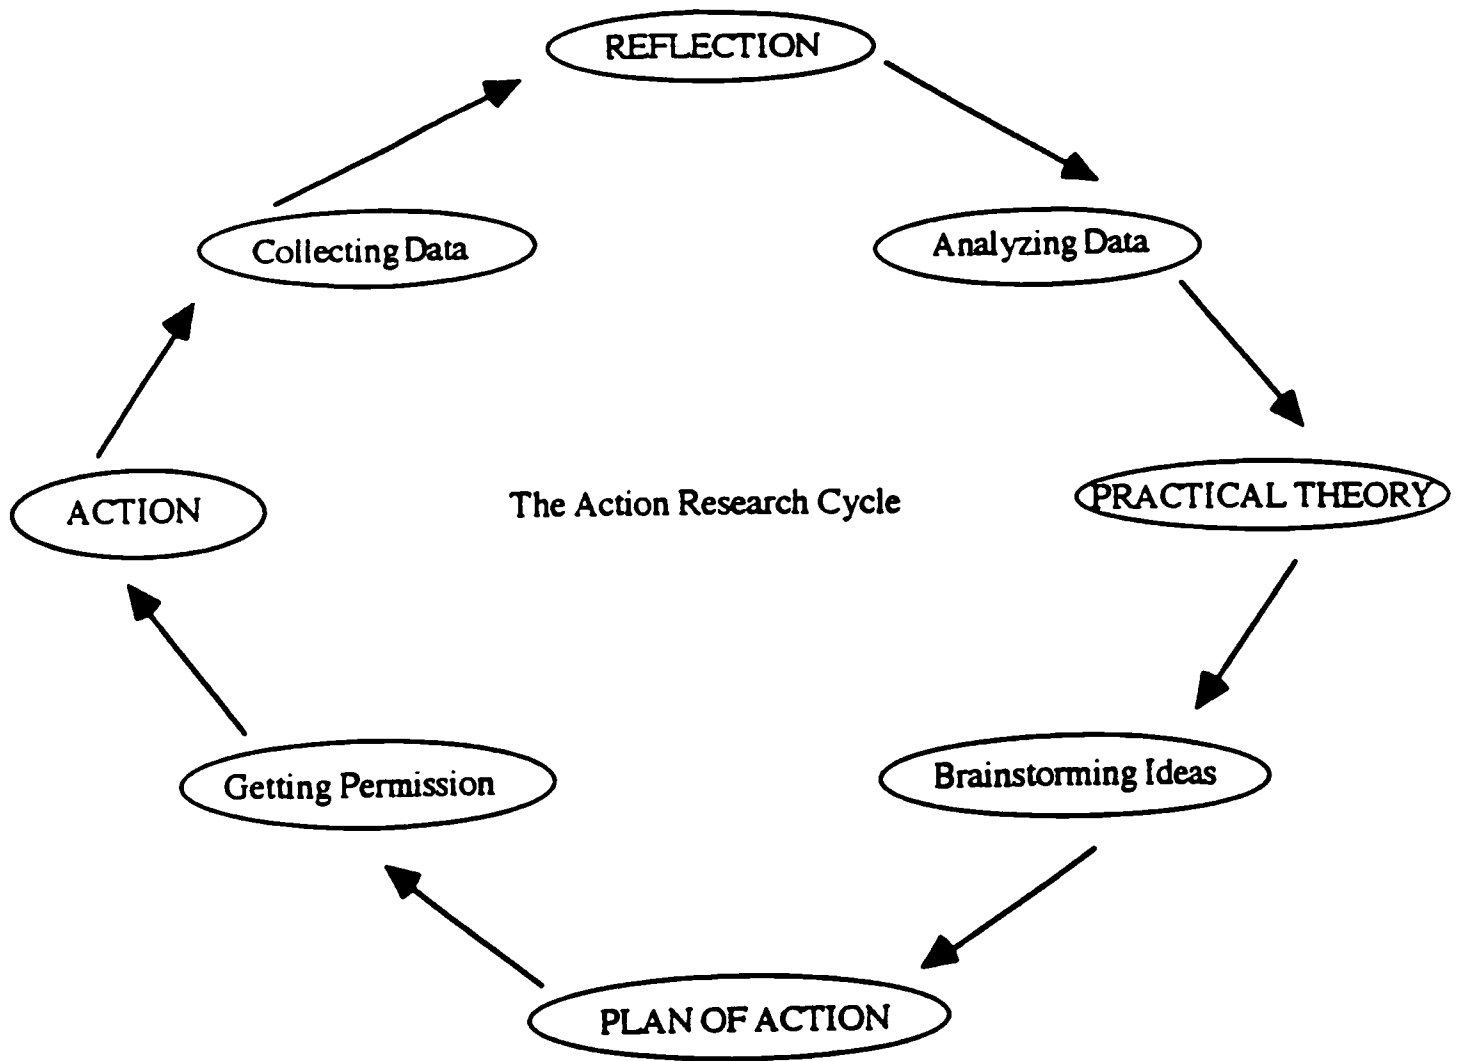 REFLECTION
Collecting Data
Analyzing Data
ACTION
The Action Research Cycle
PRACTICAL THEORY
Getting Permission
Brainstorming Ideas
PLAN OF ACTION